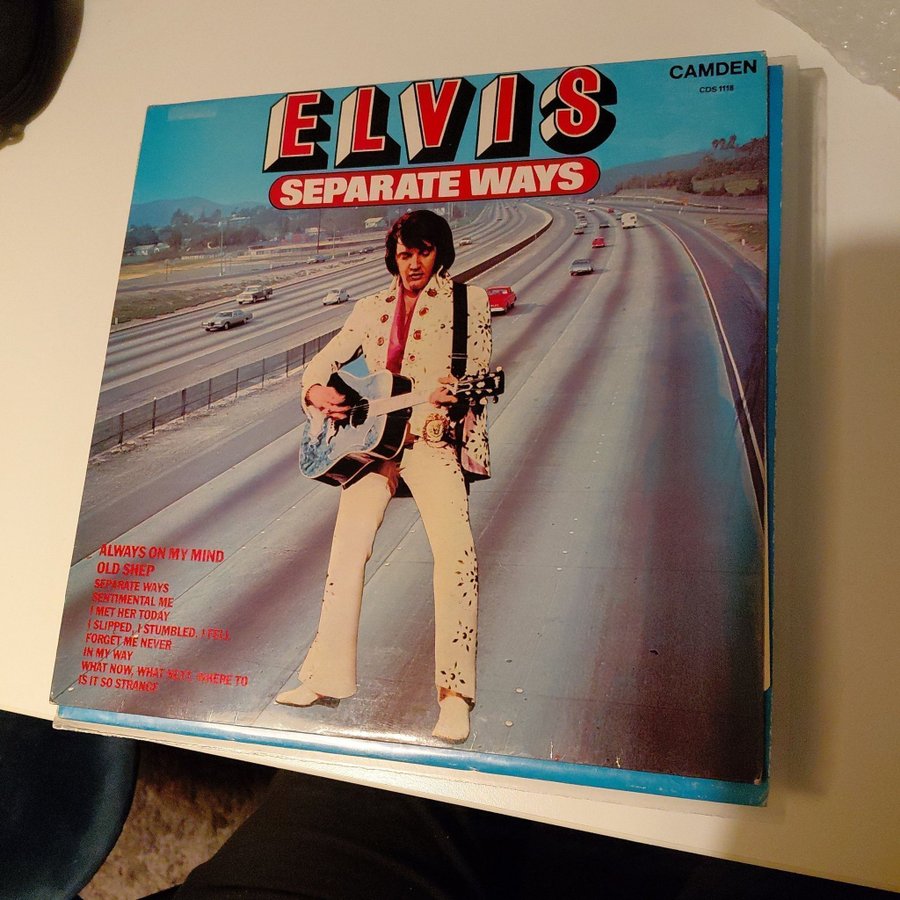 ELVIS
SEPARATE WAYS
CAMDEN
CDS 1118
ALWAYS ON MY MIND
OLD SHEP
SEPARATE WAYS
SENTIMENTAL ME
I MET HER TODAY
I SLIPPED, I STUMBLED, I FELL
FORGET ME NEVER
IN MY WAY
WHAT NOW, WHAT NEXT, WHERE TO
IS IT SO STRANGE